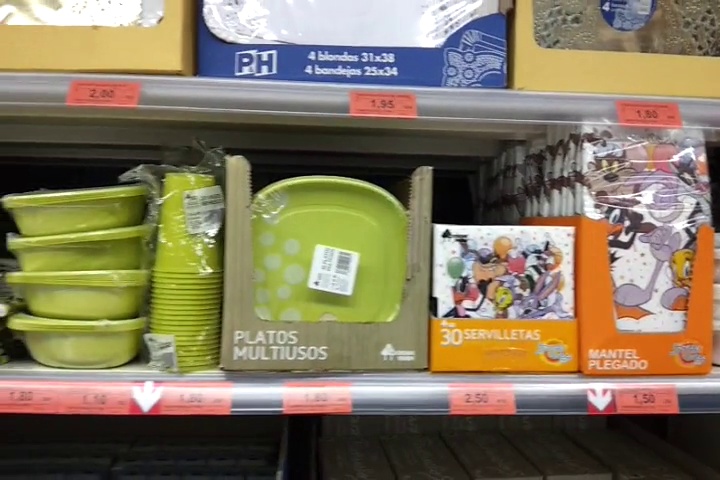 PH
4 blondas 31x38
4 bandejas 25x34
4
2,00
1,95
1,80
PLATOS
MULTIUSOS
30 SERVILLETAS
MANTEL
PLEGADO
1,80
1,10
1,80
1,80
2,50
1,50